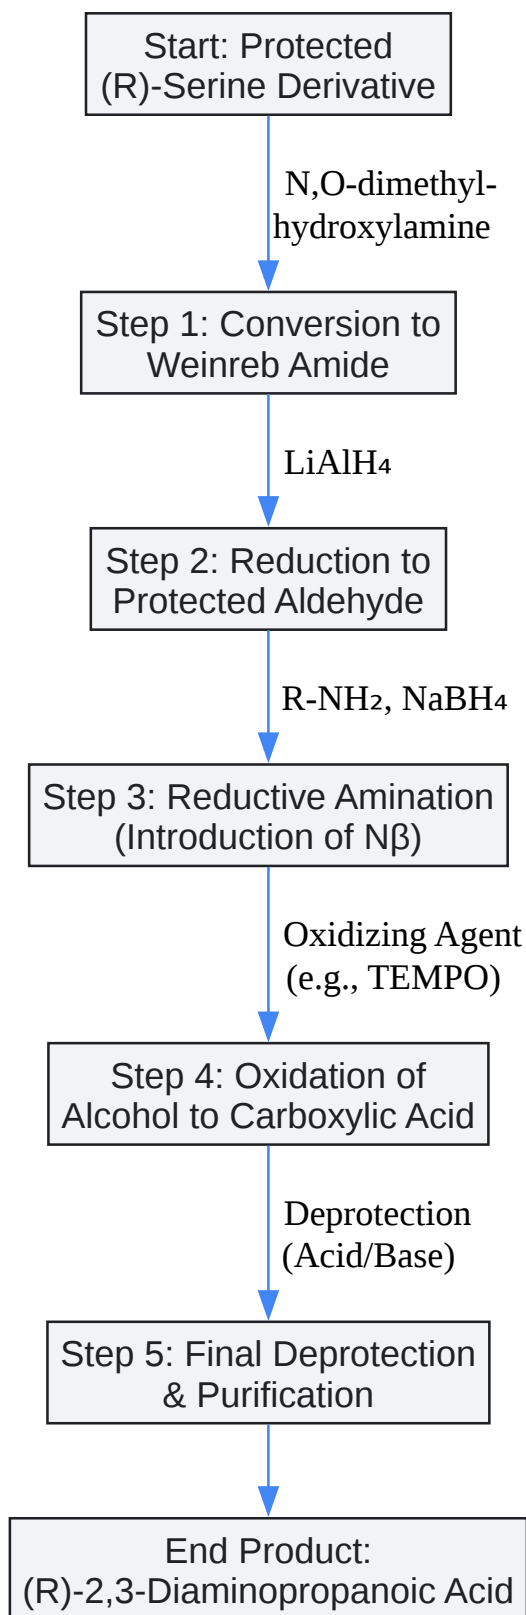 Start: Protected
(R)-Serine Derivative
N,O-dimethyl-
hydroxylamine
Step 1: Conversion to
Weinreb Amide
LiAlH₄
Step 2: Reduction to
Protected Aldehyde
R-NH₂, NaBH₄
Step 3: Reductive Amination
(Introduction of Nβ)
Oxidizing Agent
(e.g., TEMPO)
Step 4: Oxidation of
Alcohol to Carboxylic Acid
Deprotection
(Acid/Base)
Step 5: Final Deprotection
& Purification
End Product:
(R)-2,3-Diaminopropanoic Acid